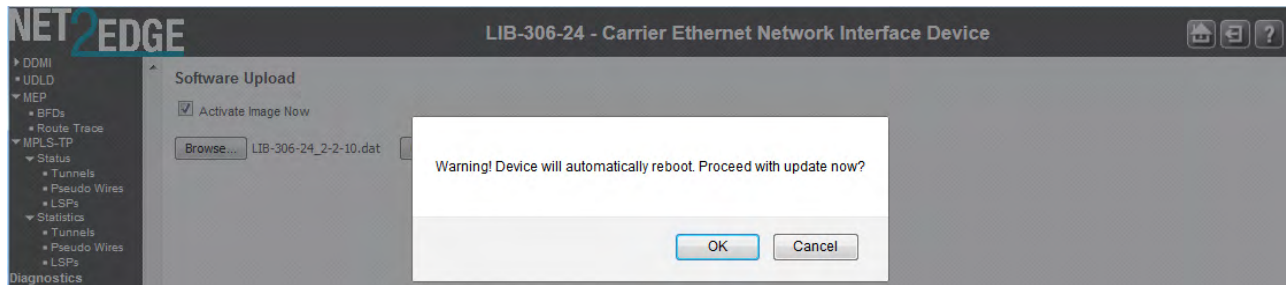 NET2EDGE
LIB-306-24 - Carrier Ethernet Network Interface Device
?
DDMI
UDLD
MEP
BFDs
Route Trace
MPLS-TP
Status
Tunnels
Pseudo Wires
LSPs
Statistics
Tunnels
Pseudo Wires
LSPs
Diagnostics
Software Upload
Activate Image Now
Browse... LIB-306-24_2-2-10.dat
Warning! Device will automatically reboot. Proceed with update now?
OK Cancel